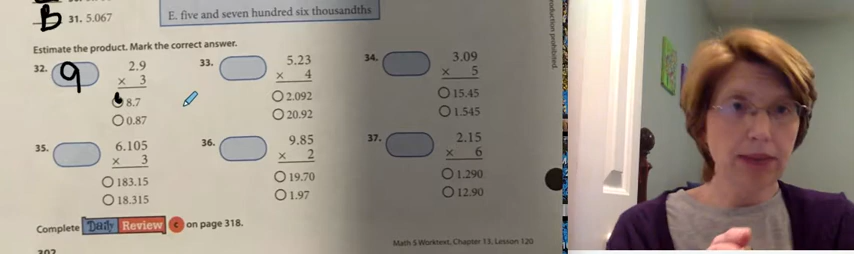 B 31. 5.067
E. five and seven hundred six thousandths
Estimate the product. Mark the correct answer.
32. 9 2.9 33. 5.23 34. 3.09
× 3 × 4 × 5
8.7 2.092 15.45
0.87 20.92 1.545
35. 6.105 36. 9.85 37. 2.15
× 3 × 2 × 6
183.15 19.70 1.290
18.315 1.97 12.90
Complete Daily Review c on page 318.
302
Math 5 Worktext, Chapter 13, Lesson 120